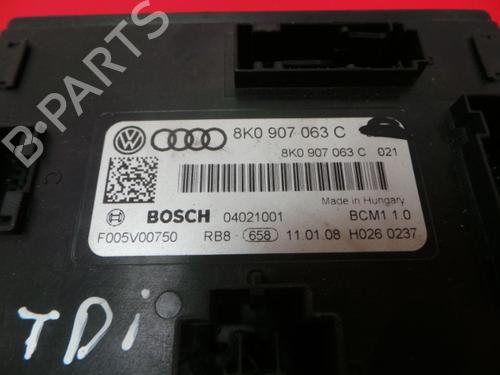 8K0 907 063 C
8K0 907 063 C 021
Made in Hungary
BOSCH 04021001 BCM1 1.0
F005V00750 RB8 - 658 11.01.08 H026 0237
TDi
B-PARTS